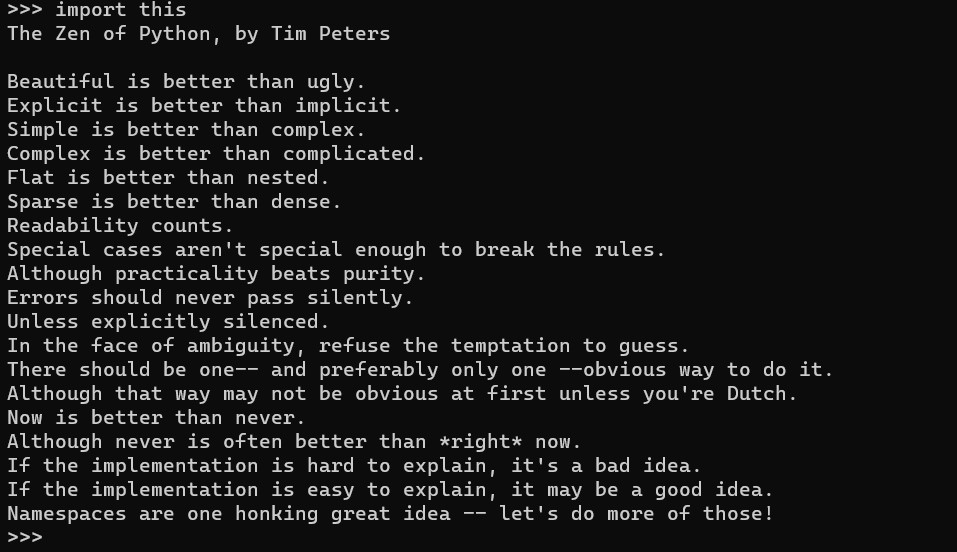 >>> import this
The Zen of Python, by Tim Peters

Beautiful is better than ugly.
Explicit is better than implicit.
Simple is better than complex.
Complex is better than complicated.
Flat is better than nested.
Sparse is better than dense.
Readability counts.
Special cases aren't special enough to break the rules.
Although practicality beats purity.
Errors should never pass silently.
Unless explicitly silenced.
In the face of ambiguity, refuse the temptation to guess.
There should be one-- and preferably only one --obvious way to do it.
Although that way may not be obvious at first unless you're Dutch.
Now is better than never.
Although never is often better than *right* now.
If the implementation is hard to explain, it's a bad idea.
If the implementation is easy to explain, it may be a good idea.
Namespaces are one honking great idea -- let's do more of those!
>>>